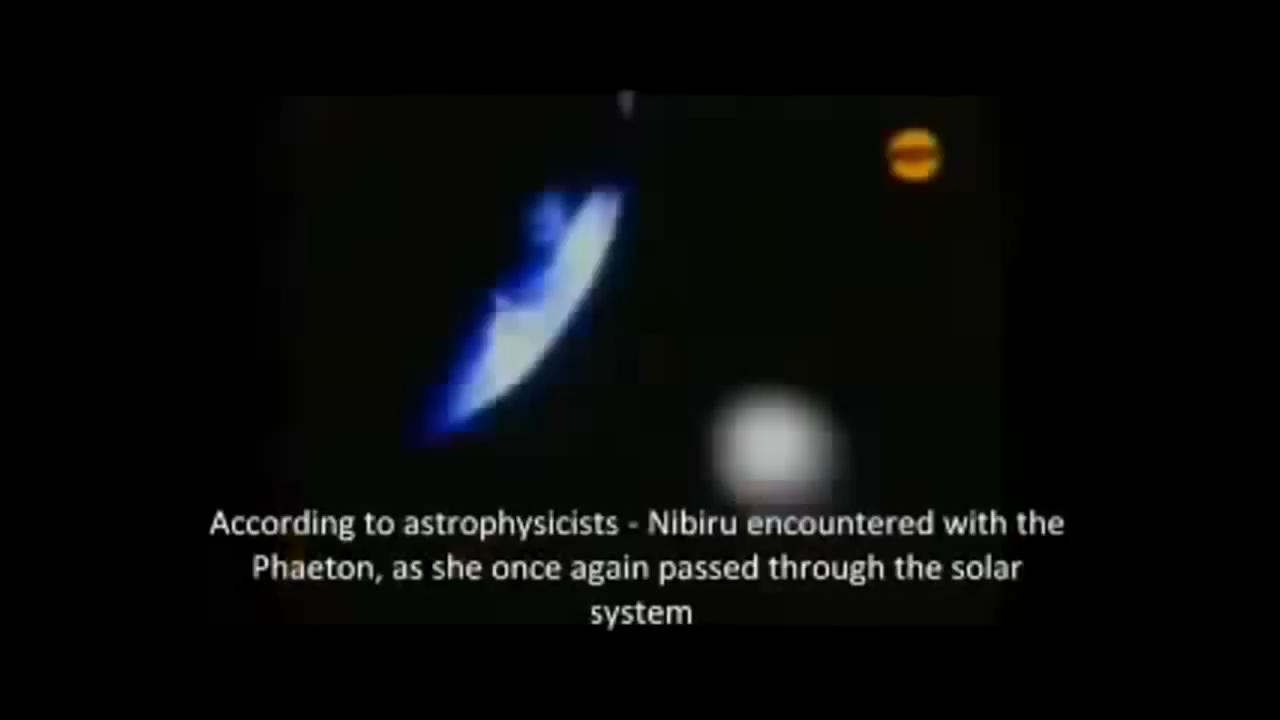 According to astrophysicists - Nibiru encountered with the
Phaeton, as she once again passed through the solar
system